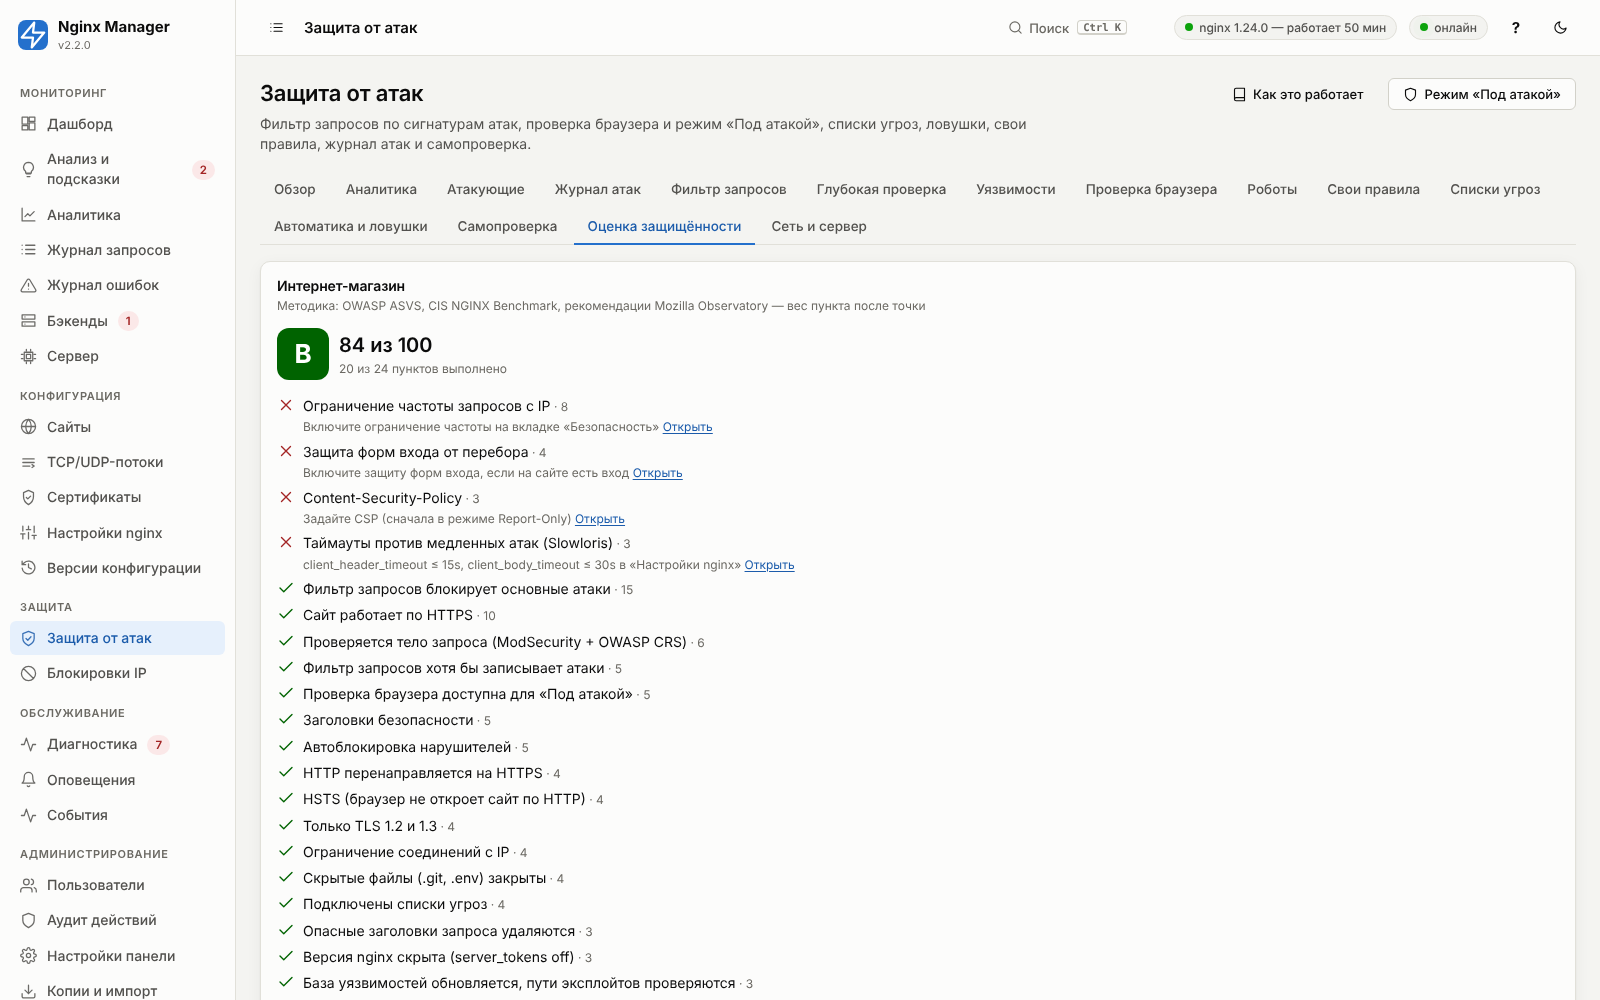 Nginx Manager
v2.2.0
МОНИТОРИНГ
Дашборд
Анализ и подсказки 2
Аналитика
Журнал запросов
Журнал ошибок
Бэкенды 1
Сервер
КОНФИГУРАЦИЯ
Сайты
TCP/UDP-потоки
Сертификаты
Настройки nginx
Версии конфигурации
ЗАЩИТА
Защита от атак
Блокировки IP
ОБСЛУЖИВАНИЕ
Диагностика 7
Оповещения
События
АДМИНИСТРИРОВАНИЕ
Пользователи
Аудит действий
Настройки панели
Копии и импорт
Защита от атак
Поиск Ctrl K
nginx 1.24.0 — работает 50 мин
онлайн
?
Защита от атак
Как это работает
Режим «Под атакой»
Фильтр запросов по сигнатурам атак, проверка браузера и режим «Под атакой», списки угроз, ловушки, свои
правила, журнал атак и самопроверка.
Обзор Аналитика Атакующие Журнал атак Фильтр запросов Глубокая проверка Уязвимости Проверка браузера Роботы Свои правила Списки угроз
Автоматика и ловушки Самопроверка Оценка защищённости Сеть и сервер
Интернет-магазин
Методика: OWASP ASVS, CIS NGINX Benchmark, рекомендации Mozilla Observatory — вес пункта после точки
B
84 из 100
20 из 24 пунктов выполнено
Ограничение частоты запросов с IP · 8
Включите ограничение частоты на вкладке «Безопасность» Открыть
Защита форм входа от перебора · 4
Включите защиту форм входа, если на сайте есть вход Открыть
Content-Security-Policy · 3
Задайте CSP (сначала в режиме Report-Only) Открыть
Таймауты против медленных атак (Slowloris) · 3
client_header_timeout ≤ 15s, client_body_timeout ≤ 30s в «Настройки nginx» Открыть
Фильтр запросов блокирует основные атаки · 15
Сайт работает по HTTPS · 10
Проверяется тело запроса (ModSecurity + OWASP CRS) · 6
Фильтр запросов хотя бы записывает атаки · 5
Проверка браузера доступна для «Под атакой» · 5
Заголовки безопасности · 5
Автоблокировка нарушителей · 5
HTTP перенаправляется на HTTPS · 4
HSTS (браузер не откроет сайт по HTTP) · 4
Только TLS 1.2 и 1.3 · 4
Ограничение соединений с IP · 4
Скрытые файлы (.git, .env) закрыты · 4
Подключены списки угроз · 4
Опасные заголовки запроса удаляются · 3
Версия nginx скрыта (server_tokens off) · 3
База уязвимостей обновляется, пути эксплойтов проверяются · 3